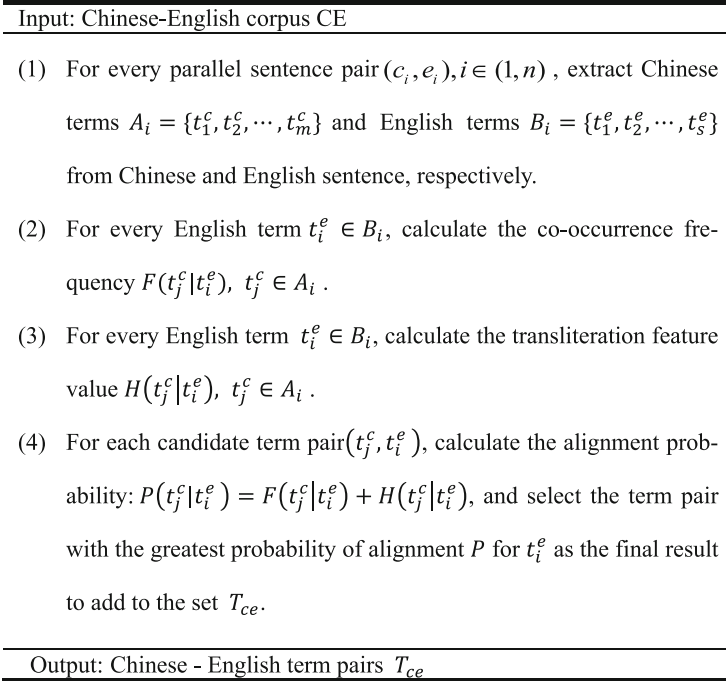 Input: Chinese-English corpus CE
(1) For every parallel sentence pair (c_i, e_i), i ∈ (1, n) , extract Chinese
terms A_i = {t_1^c, t_2^c, ⋯, t_m^c} and English terms B_i = {t_1^e, t_2^e, ⋯, t_s^e}
from Chinese and English sentence, respectively.
(2) For every English term t_i^e ∈ B_i, calculate the co-occurrence fre-
quency F(t_j^c|t_i^e), t_j^c ∈ A_i .
(3) For every English term t_i^e ∈ B_i, calculate the transliteration feature
value H(t_j^c|t_i^e), t_j^c ∈ A_i .
(4) For each candidate term pair(t_j^c, t_i^e), calculate the alignment prob-
ability: P(t_j^c|t_i^e) = F(t_j^c|t_i^e) + H(t_j^c|t_i^e), and select the term pair
with the greatest probability of alignment P for t_i^e as the final result
to add to the set T_ce.
Output: Chinese - English term pairs T_ce